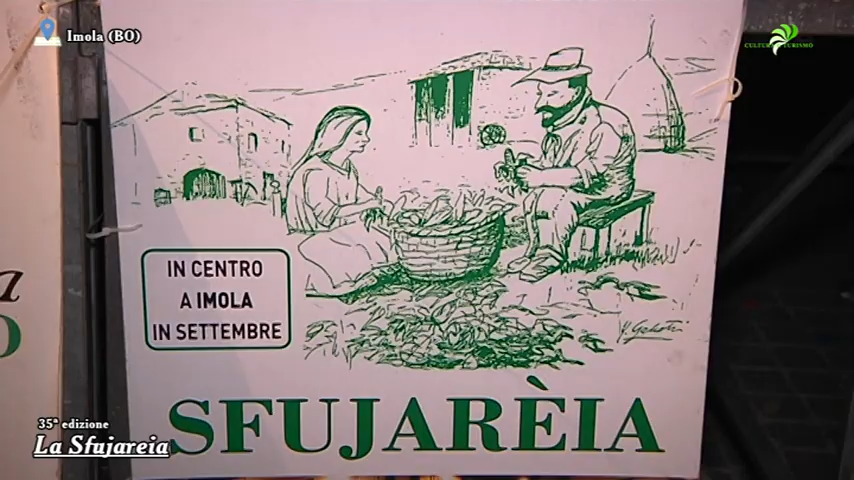 Imola (BO)
CULTURA TURISMO
IN CENTRO
A IMOLA
IN SETTEMBRE
SFUJARÈIA
35ª edizione
La Sfujareia